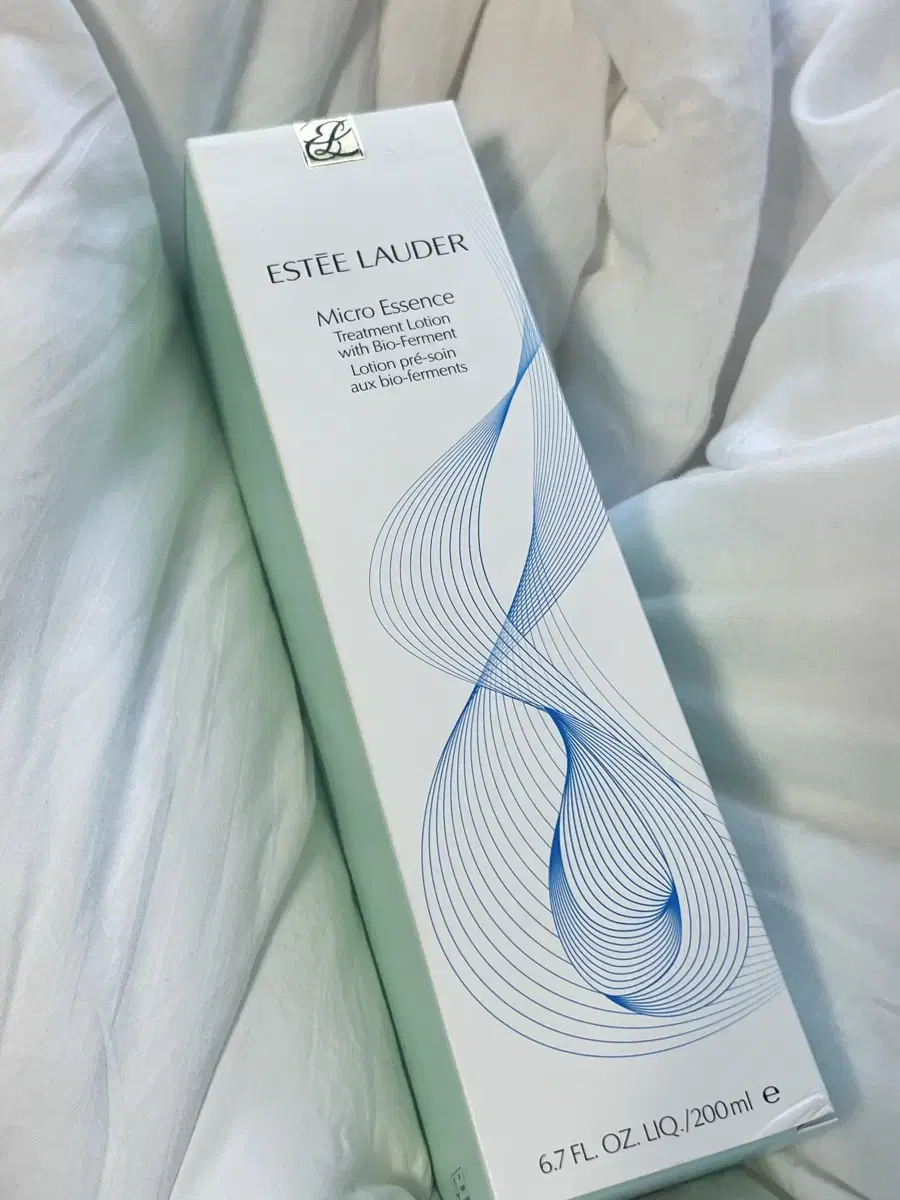 ESTĒE LAUDER
Micro Essence
Treatment Lotion
with Bio-Ferment
Lotion pré-soin
aux bio-ferments
6.7 FL. OZ. LIQ./200ml ℮